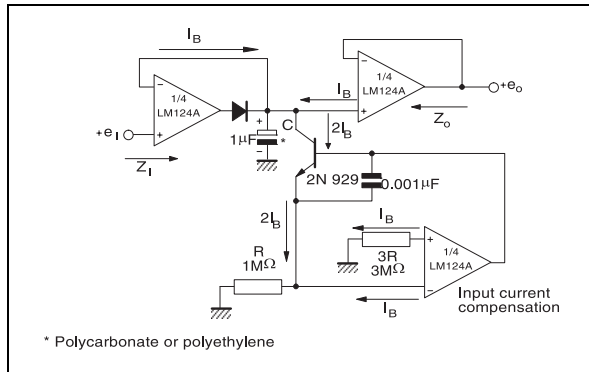 I_B
1/4
LM124A
+e_I
Z_I
1μF
*
C
I_B
2I_B
1/4
LM124A
+e_o
Z_o
2N 929
0.001μF
2I_B
R
1MΩ
I_B
3R
3MΩ
1/4
LM124A
I_B
Input current
compensation
* Polycarbonate or polyethylene